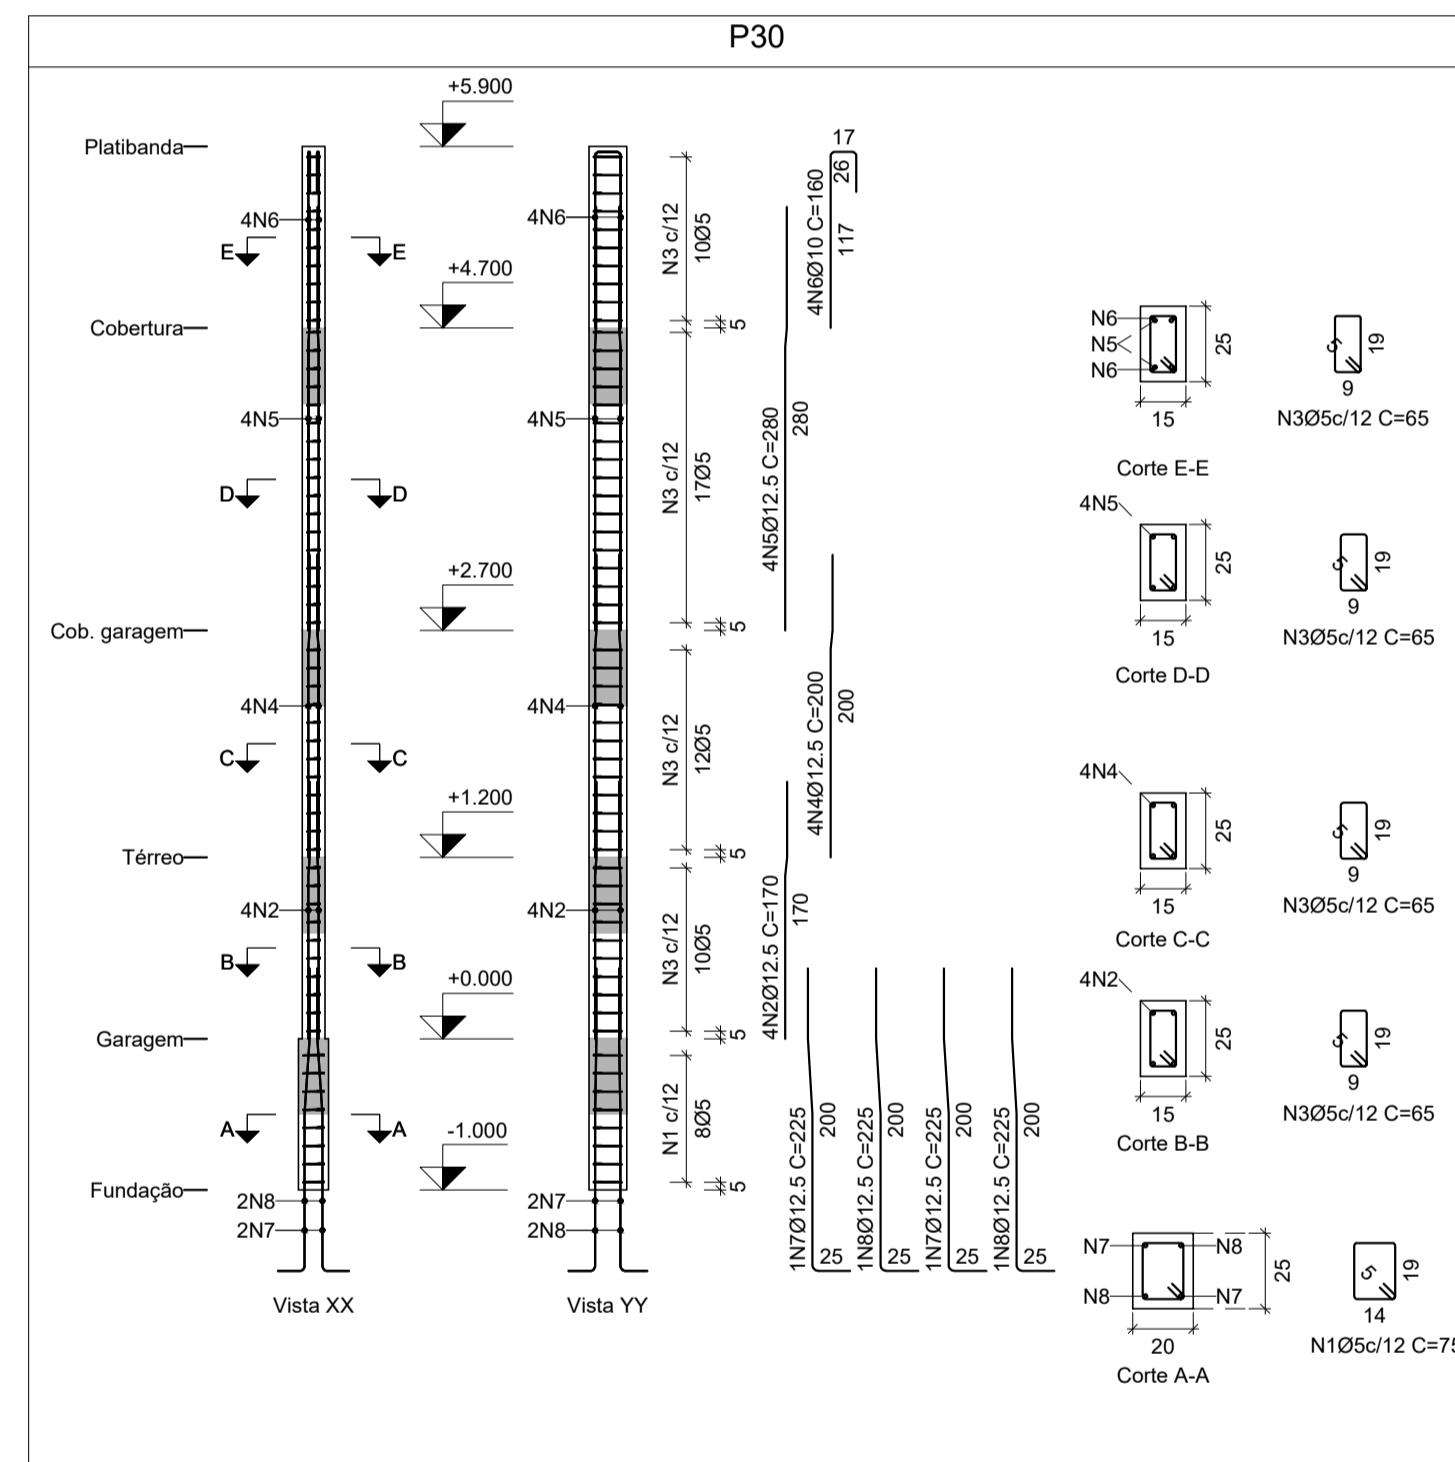 P30
Platibanda
+5.900
4N6
4N6
E
E
N3 c/12
10Ø5
17
26
117
4N6Ø10 C=160
+4.700
Cobertura
5
N6
N5
N6
25
15
Corte E-E
5
19
9
N3Ø5c/12 C=65
4N5
4N5
N3 c/12
17Ø5
4N5Ø12.5 C=280
280
D
D
4N5
25
15
Corte D-D
5
19
9
N3Ø5c/12 C=65
+2.700
Cob. garagem
5
4N4
4N4
N3 c/12
12Ø5
4N4Ø12.5 C=200
200
C
C
4N4
25
15
Corte C-C
5
19
9
N3Ø5c/12 C=65
+1.200
Térreo
5
4N2
4N2
N3 c/12
10Ø5
4N2Ø12.5 C=170
170
B
B
4N2
25
15
Corte B-B
5
19
9
N3Ø5c/12 C=65
+0.000
Garagem
5
N1 c/12
8Ø5
A
A
-1.000
Fundação
5
2N8
2N7
2N7
2N8
1N7Ø12.5 C=225
200
25
1N8Ø12.5 C=225
200
25
1N7Ø12.5 C=225
200
25
1N8Ø12.5 C=225
200
25
N7
N8
N8
N7
25
20
Corte A-A
5
19
14
N1Ø5c/12 C=75
Vista XX
Vista YY